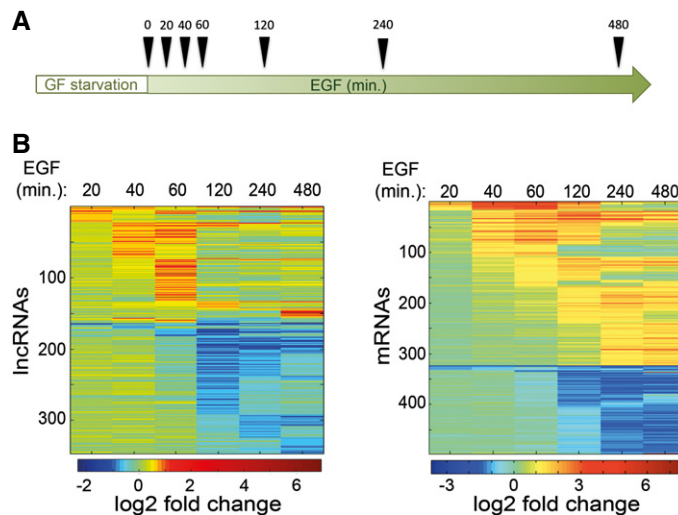 A
0 20 40 60 120 240 480
GF starvation EGF (min.)
B
EGF
(min.): 20 40 60 120 240 480
lncRNAs
100
200
300
-2 0 2 4 6
log2 fold change
EGF
(min.): 20 40 60 120 240 480
mRNAs
100
200
300
400
-3 0 3 6
log2 fold change